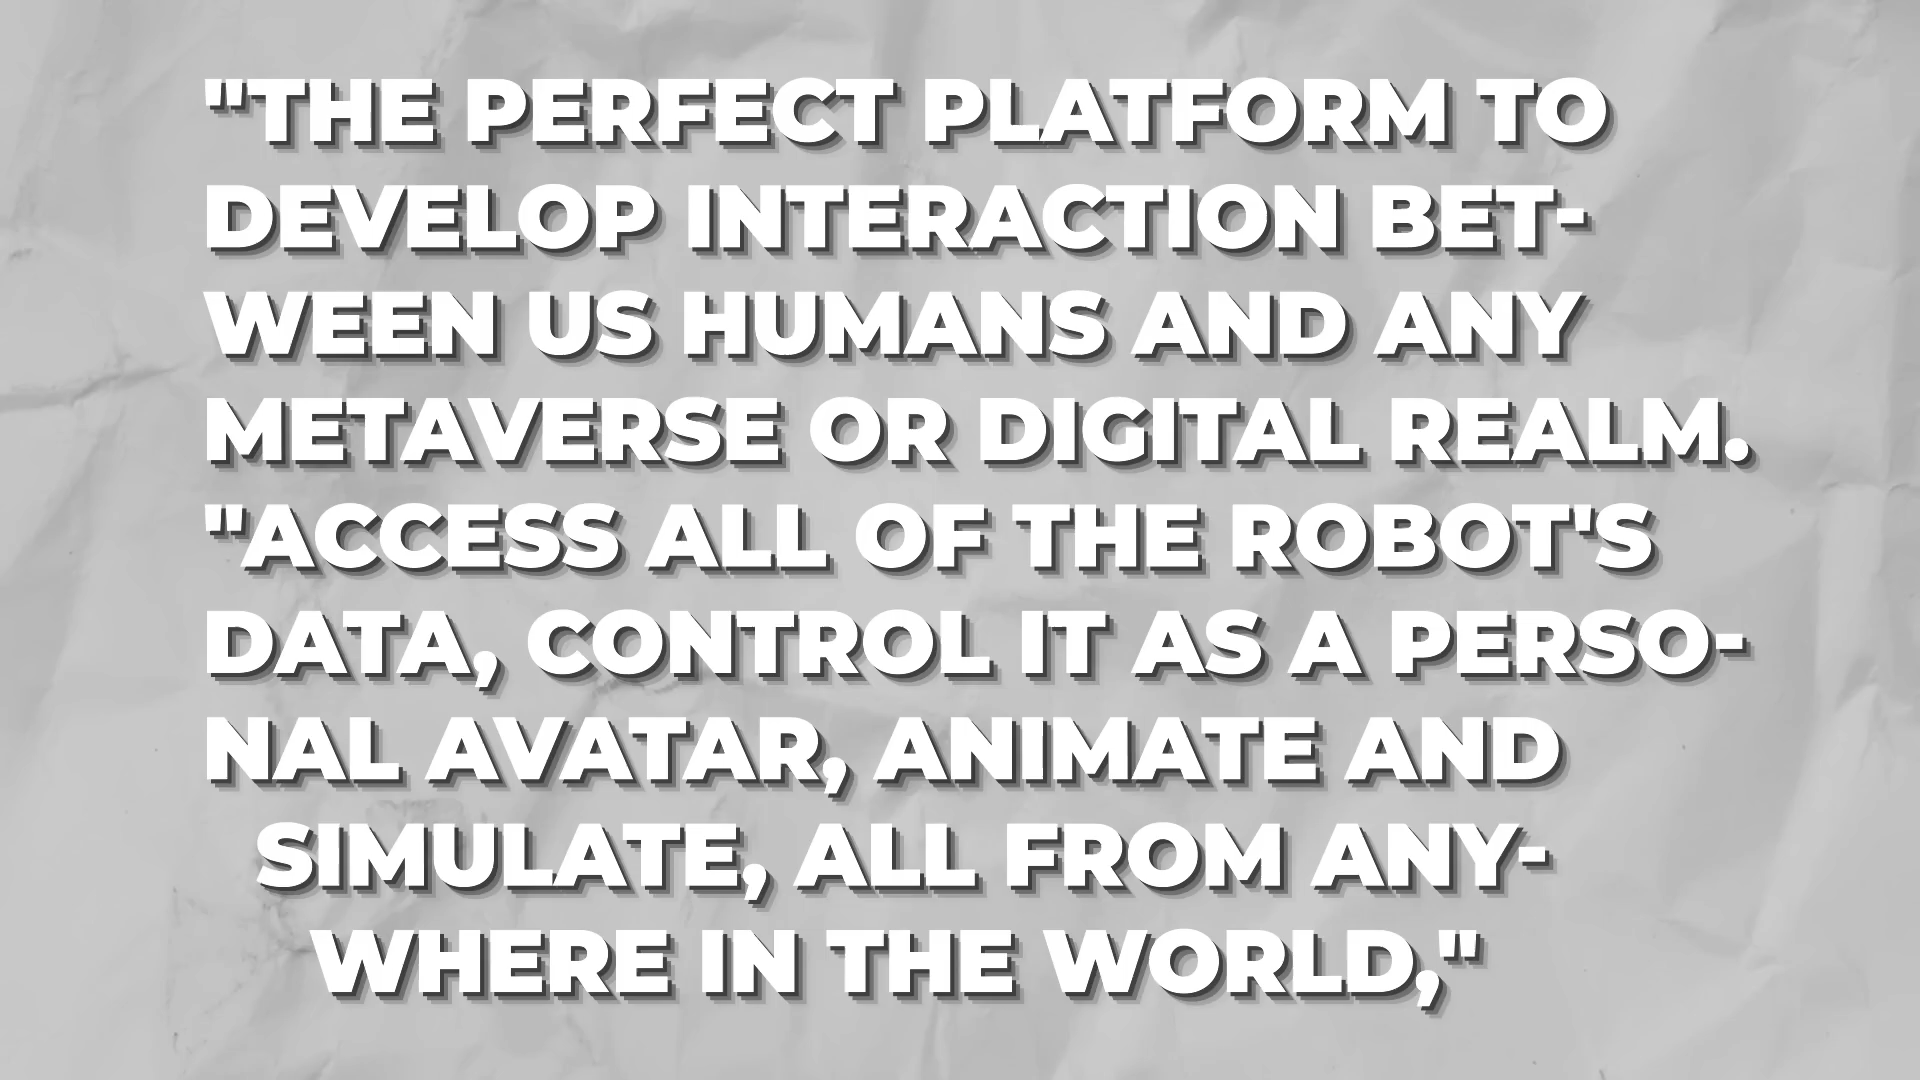 "THE PERFECT PLATFORM TO
DEVELOP INTERACTION BET-
WEEN US HUMANS AND ANY
METAVERSE OR DIGITAL REALM.
"ACCESS ALL OF THE ROBOT'S
DATA, CONTROL IT AS A PERSO-
NAL AVATAR, ANIMATE AND
SIMULATE, ALL FROM ANY-
WHERE IN THE WORLD,"